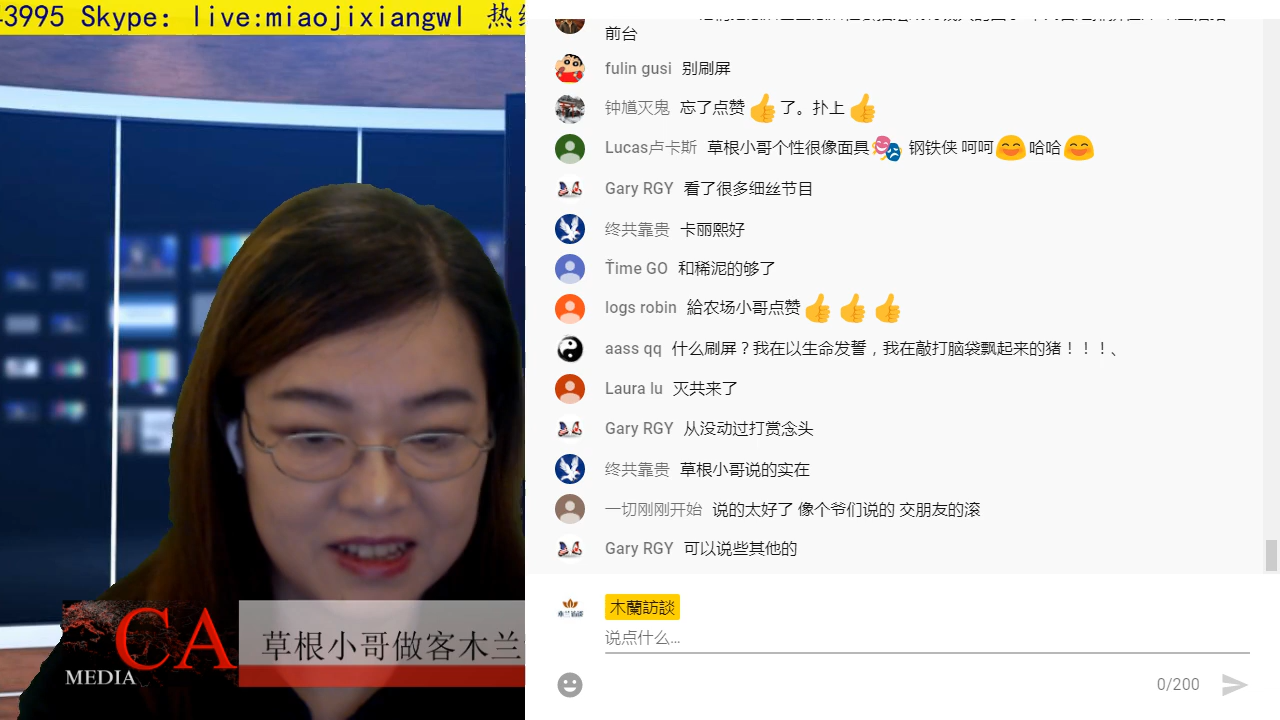 3995 Skype: live:miaojixiangwl 热
前台
fulin gusi 别刷屏
钟馗灭鬼 忘了点赞👍了。扑上👍
Lucas卢卡斯 草根小哥个性很像面具🎭 钢铁侠 呵呵😊哈哈😊
Gary RGY 看了很多细丝节目
终共靠贵 卡丽熙好
Ťime GO 和稀泥的够了
logs robin 給农场小哥点赞👍👍👍
aass qq 什么刷屏？我在以生命发誓，我在敲打脑袋飘起来的猪！！！、
Laura lu 灭共来了
Gary RGY 从没动过打赏念头
终共靠贵 草根小哥说的实在
一切刚刚开始 说的太好了 像个爷们说的 交朋友的滚
Gary RGY 可以说些其他的
木蘭訪談
说点什么...
0/200
CA
MEDIA
草根小哥做客木兰